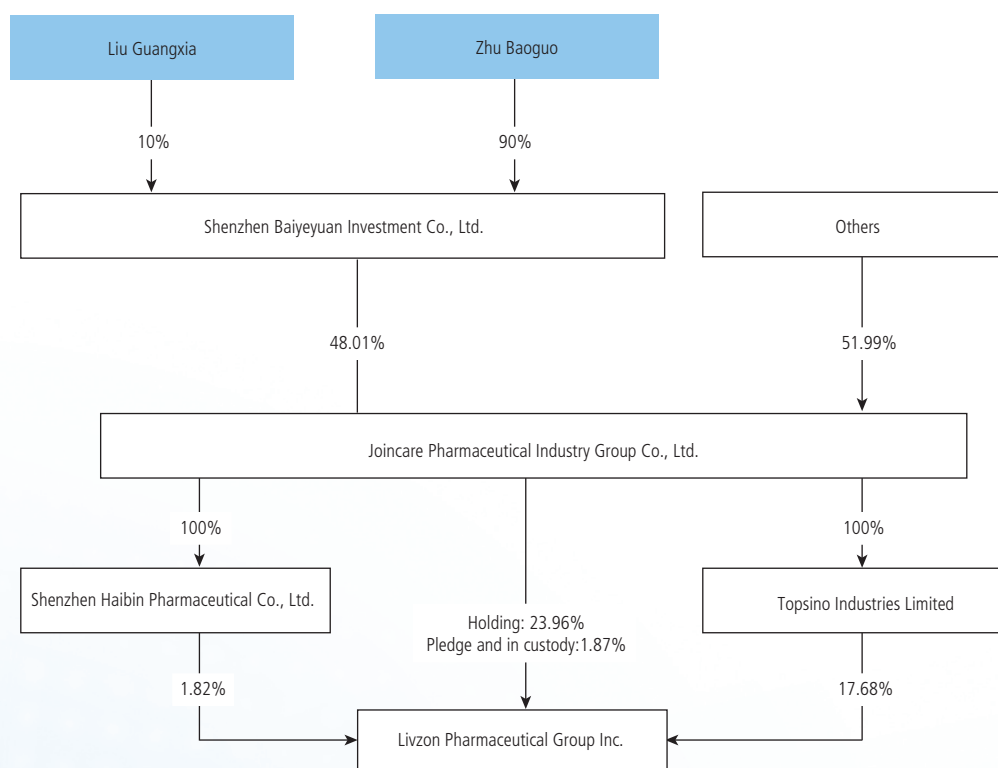 Liu Guangxia
Zhu Baoguo
10%
90%
Shenzhen Baiyeyuan Investment Co., Ltd.
Others
48.01%
51.99%
Joincare Pharmaceutical Industry Group Co., Ltd.
100%
100%
Shenzhen Haibin Pharmaceutical Co., Ltd.
Topsino Industries Limited
Holding: 23.96%
Pledge and in custody:1.87%
1.82%
17.68%
Livzon Pharmaceutical Group Inc.